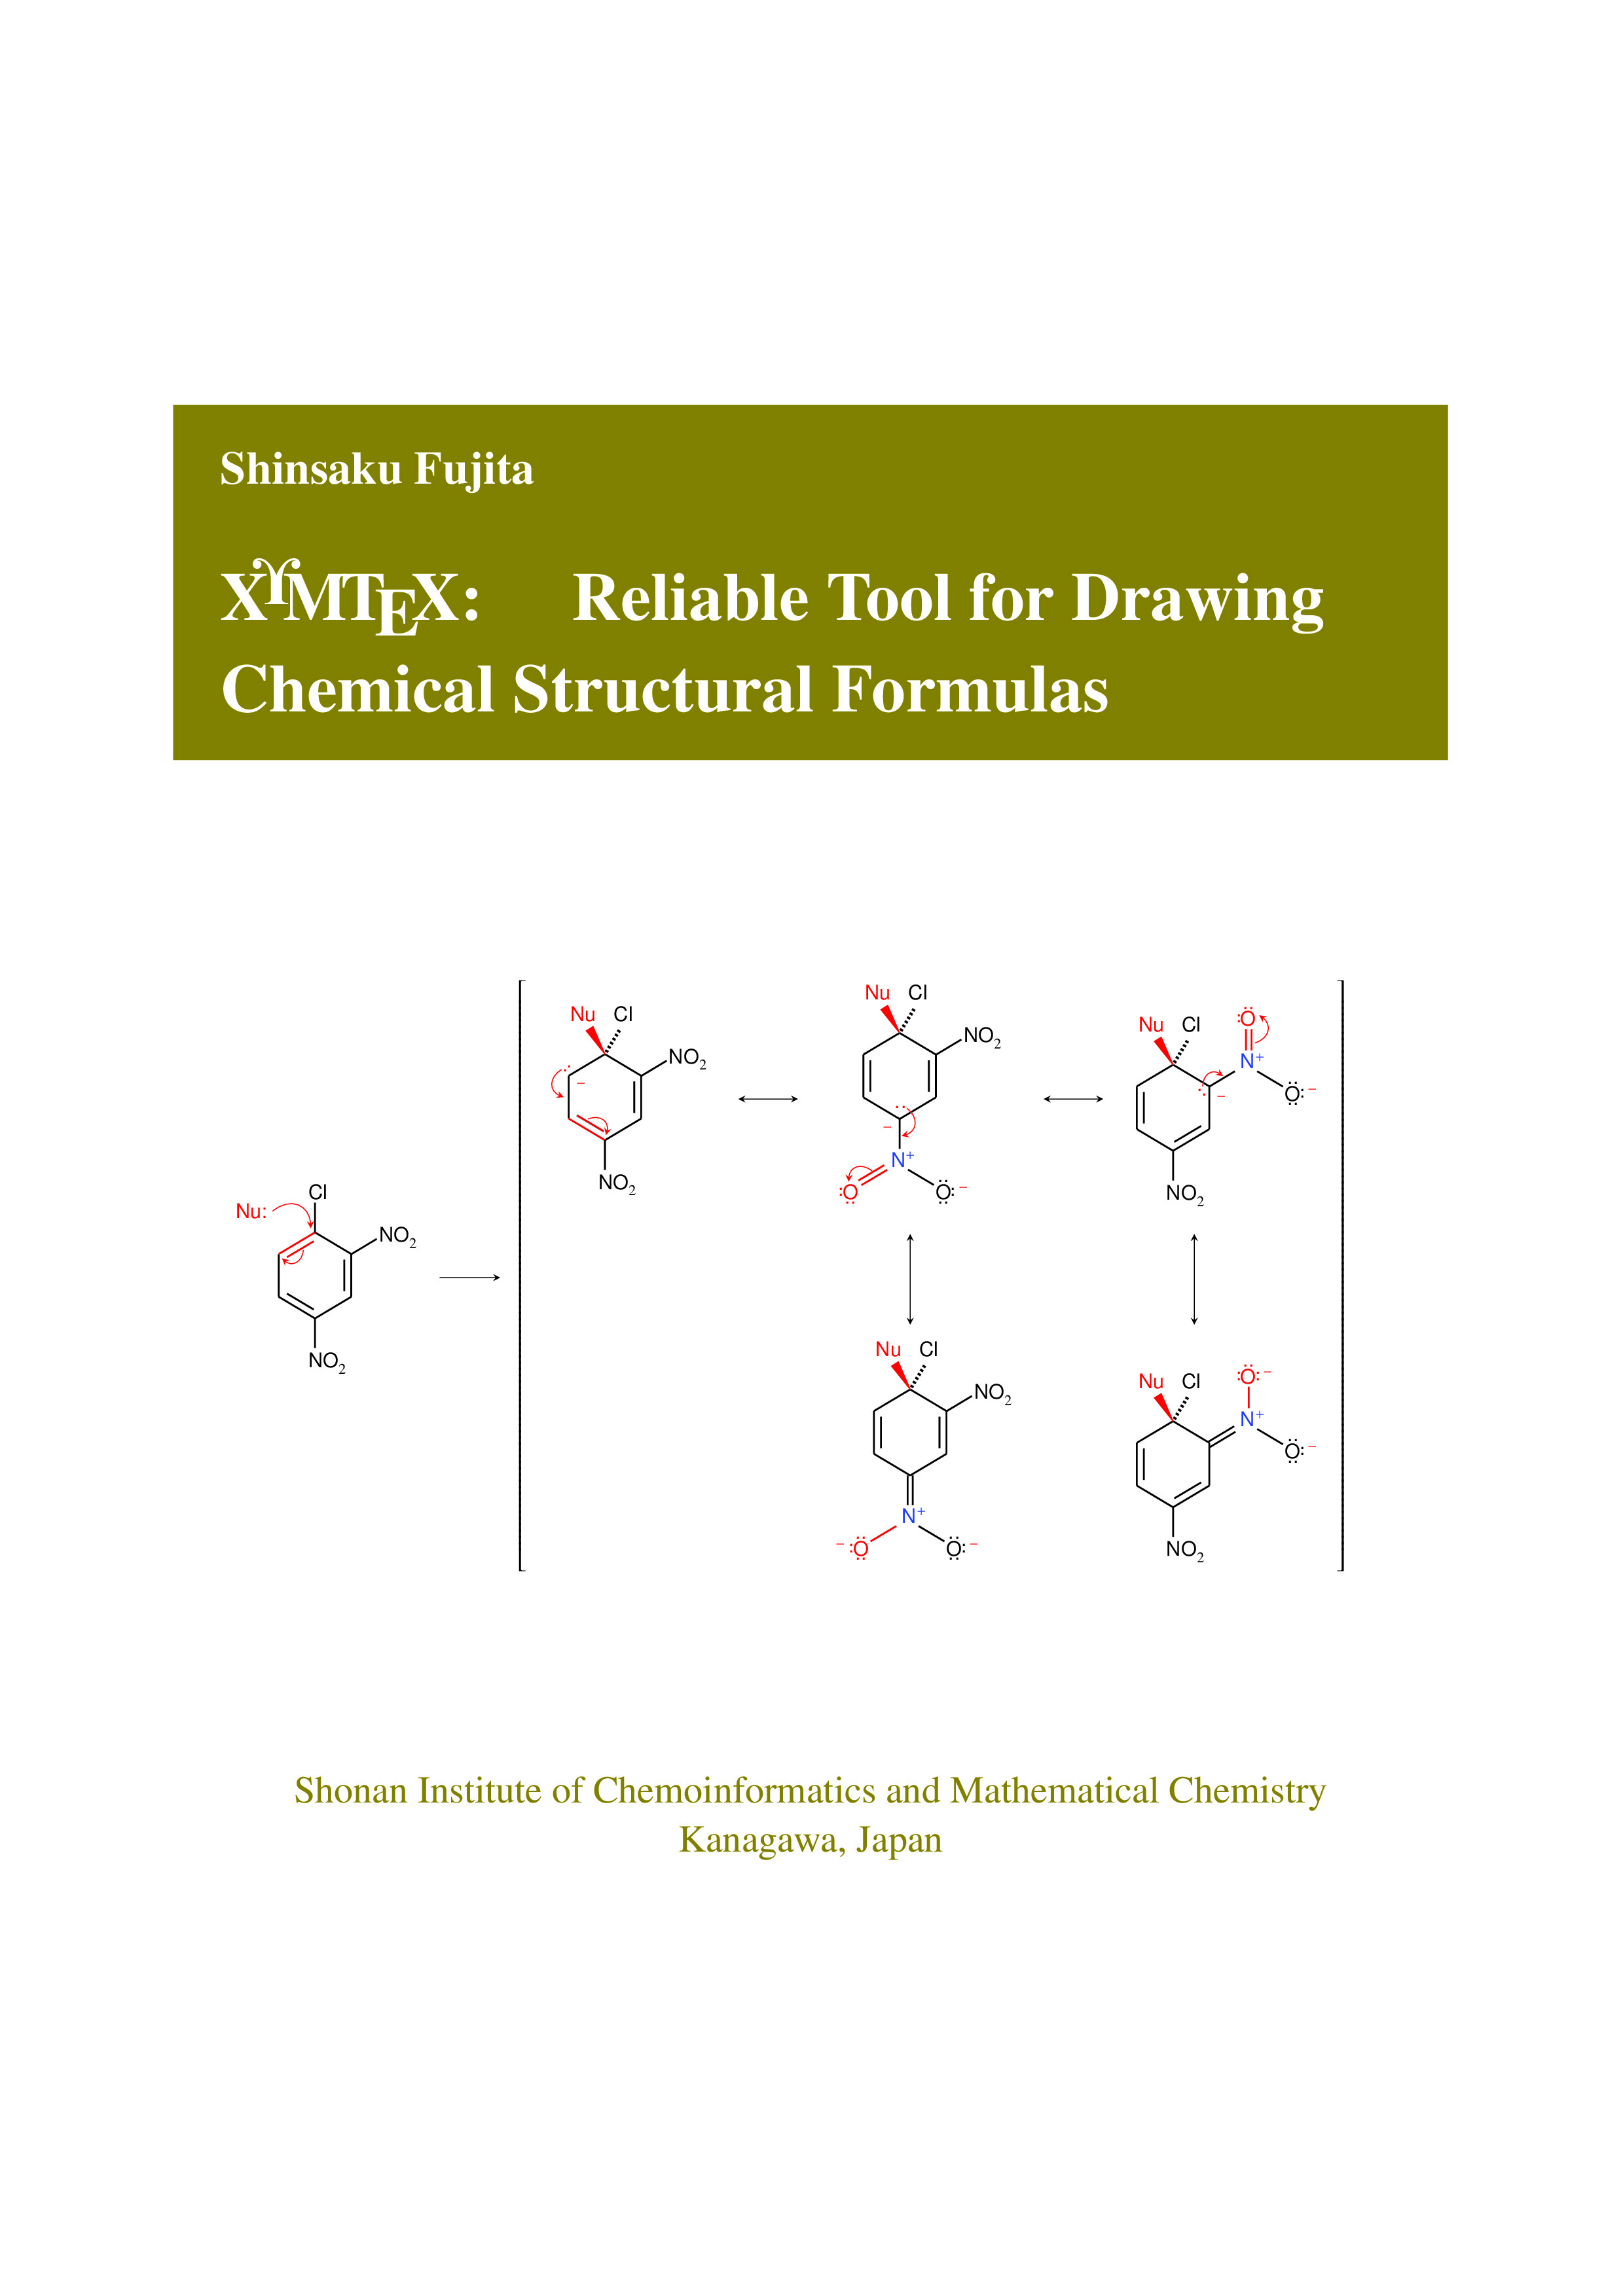 Shinsaku Fujita
XΥMTEX: Reliable Tool for Drawing
Chemical Structural Formulas
Nu Cl
NO2
−
NO2
Nu Cl
NO2
−
N+
O
O −
Nu Cl
O
N+
O −
−
NO2
Nu:
Cl
NO2
NO2
Nu Cl
NO2
N+
− O
O −
Nu Cl
O −
N+
O −
NO2
Shonan Institute of Chemoinformatics and Mathematical Chemistry
Kanagawa, Japan